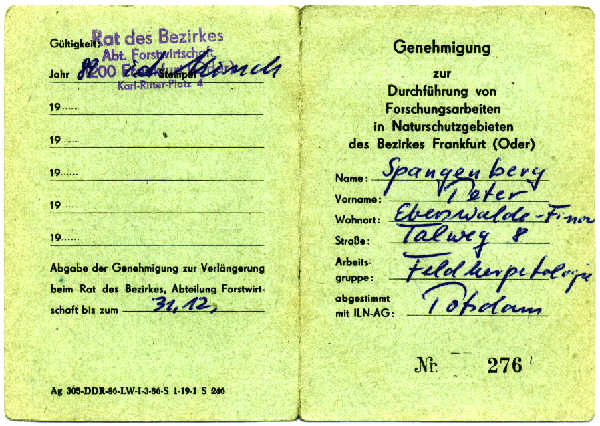 Gültigkeit:
Rat des Bezirkes
Abt. Forstwirtschaft
Jahr Stempel
Karl-Ritter-Platz 4
19......
19......
19......
19......
19......
Abgabe der Genehmigung zur Verlängerung
beim Rat des Bezirkes, Abteilung Forstwirt-
schaft bis zum 31.12.
Ag 305-DDR-86-LW-I-3-86-S 1-19-1 S 246
Genehmigung
zur
Durchführung von
Forschungsarbeiten
in Naturschutzgebieten
des Bezirkes Frankfurt (Oder)
Name: Spangenberg
Vorname: Peter
Wohnort: Eberswalde-Finow
Straße: Talweg 8
Arbeits-
gruppe: Feldherpetologie
abgestimmt
mit ILN-AG: Potsdam
Nr. 276